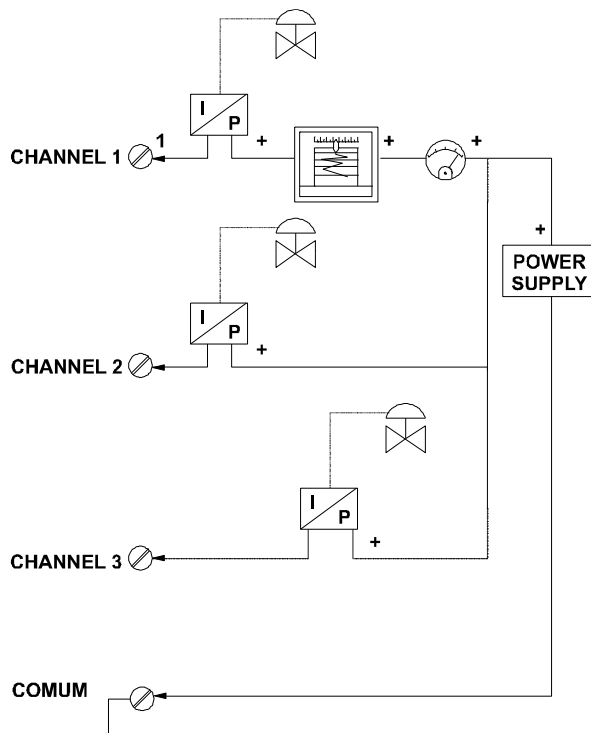 I
P
1
+
+
+
CHANNEL 1
+
POWER
SUPPLY
I
P
+
CHANNEL 2
I
P
+
CHANNEL 3
COMUM